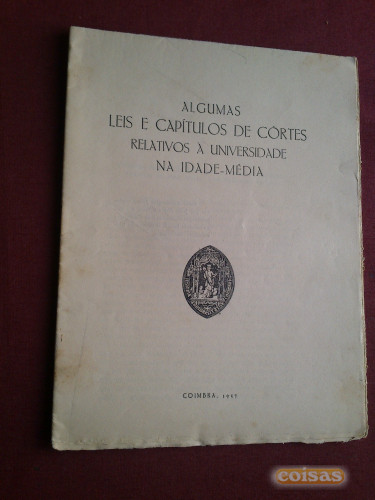 ALGUMAS
LEIS E CAPÍTULOS DE CÔRTES
RELATIVOS À UNIVERSIDADE
NA IDADE-MÉDIA
COIMBRA,
coisas